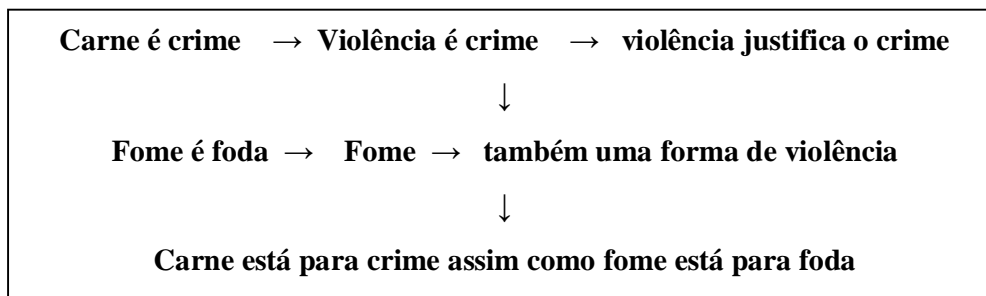 Carne é crime → Violência é crime → violência justifica o crime
↓
Fome é foda → Fome → também uma forma de violência
↓
Carne está para crime assim como fome está para foda